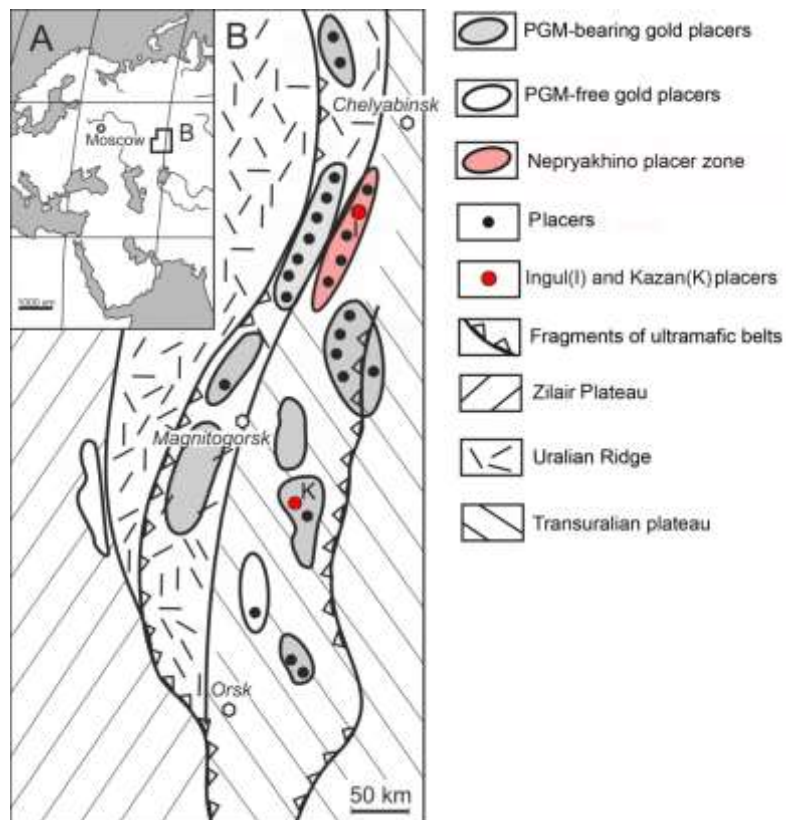 A
Moscow
B
1000 km
B
Chelyabinsk
I
Magnitogorsk
K
Orsk
50 km
PGM-bearing gold placers
PGM-free gold placers
Nepryakhino placer zone
Placers
Ingul(I) and Kazan(K)placers
Fragments of ultramafic belts
Zilair Plateau
Uralian Ridge
Transuralian plateau